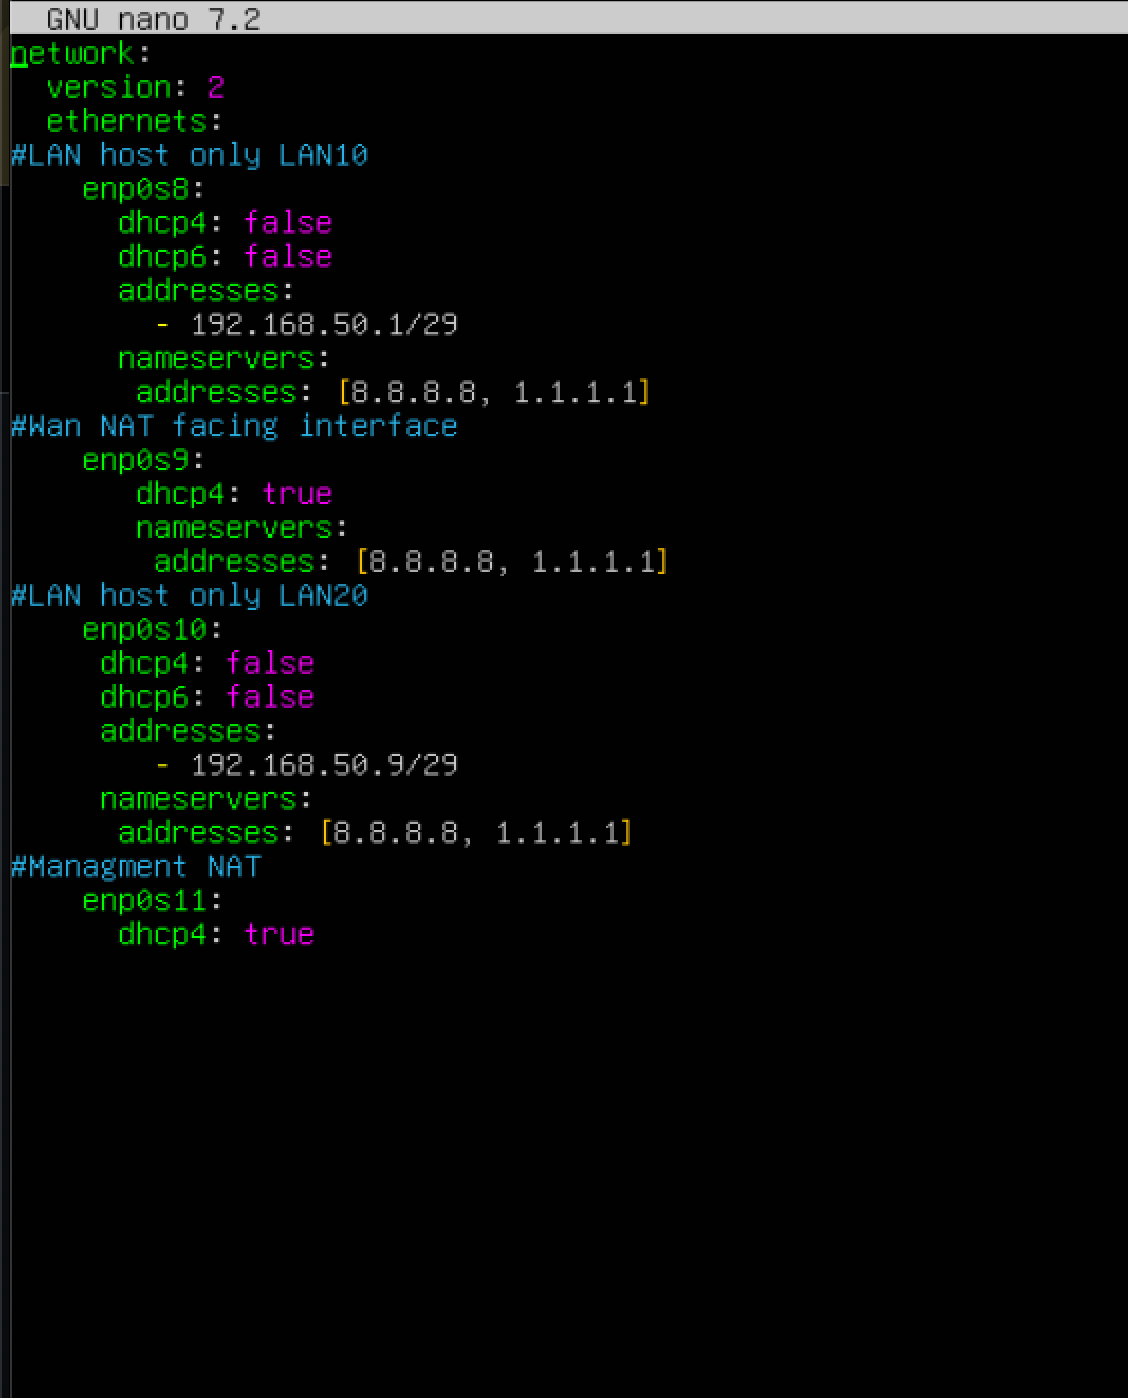 GNU nano 7.2
network:
  version: 2
  ethernets:
#LAN host only LAN10
    enp0s8:
      dhcp4: false
      dhcp6: false
      addresses:
        - 192.168.50.1/29
      nameservers:
       addresses: [8.8.8.8, 1.1.1.1]
#Wan NAT facing interface
    enp0s9:
       dhcp4: true
       nameservers:
        addresses: [8.8.8.8, 1.1.1.1]
#LAN host only LAN20
    enp0s10:
     dhcp4: false
     dhcp6: false
     addresses:
        - 192.168.50.9/29
     nameservers:
      addresses: [8.8.8.8, 1.1.1.1]
#Managment NAT
    enp0s11:
      dhcp4: true